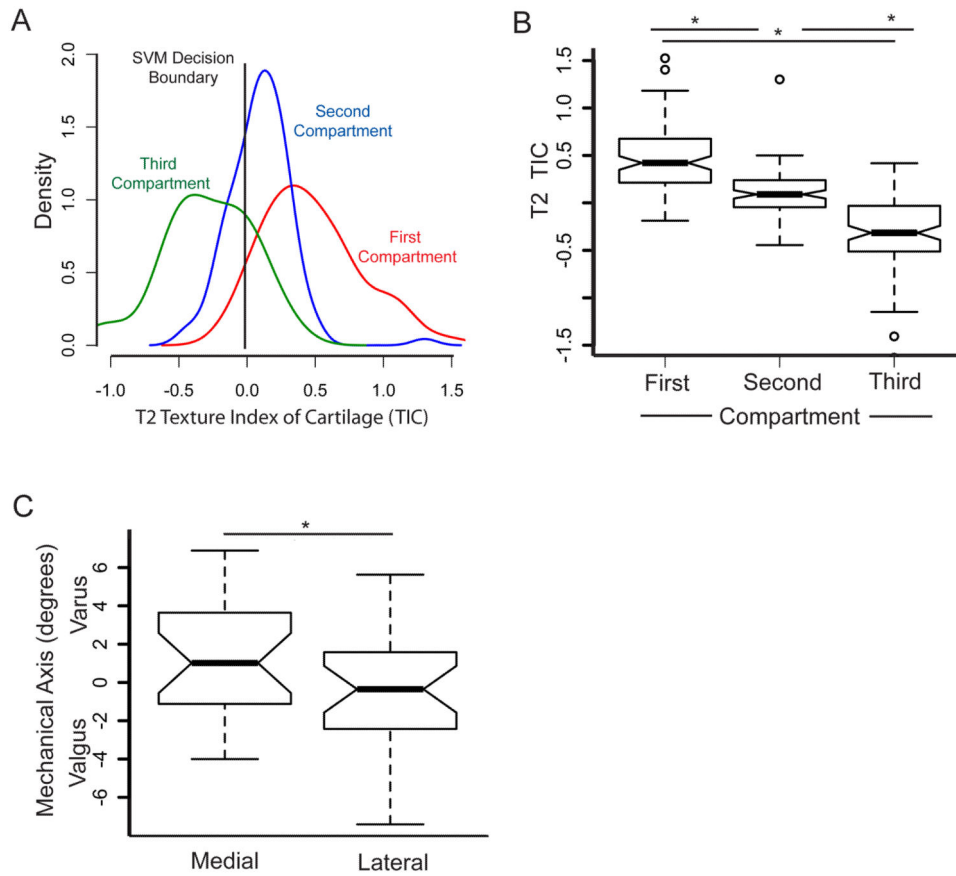 A
SVM Decision
Boundary
Second
Compartment
Third
Compartment
First
Compartment
Density
2.0
1.5
1.0
0.5
0.0
-1.0 -0.5 0.0 0.5 1.0 1.5
T2 Texture Index of Cartilage (TIC)
B
* * *
T2 TIC
1.5
1.0
0.5
-0.5
-1.5
First Second Third
Compartment
C
*
Mechanical Axis (degrees)
Valgus Varus
6
4
2
0
-2
-4
-6
Medial Lateral